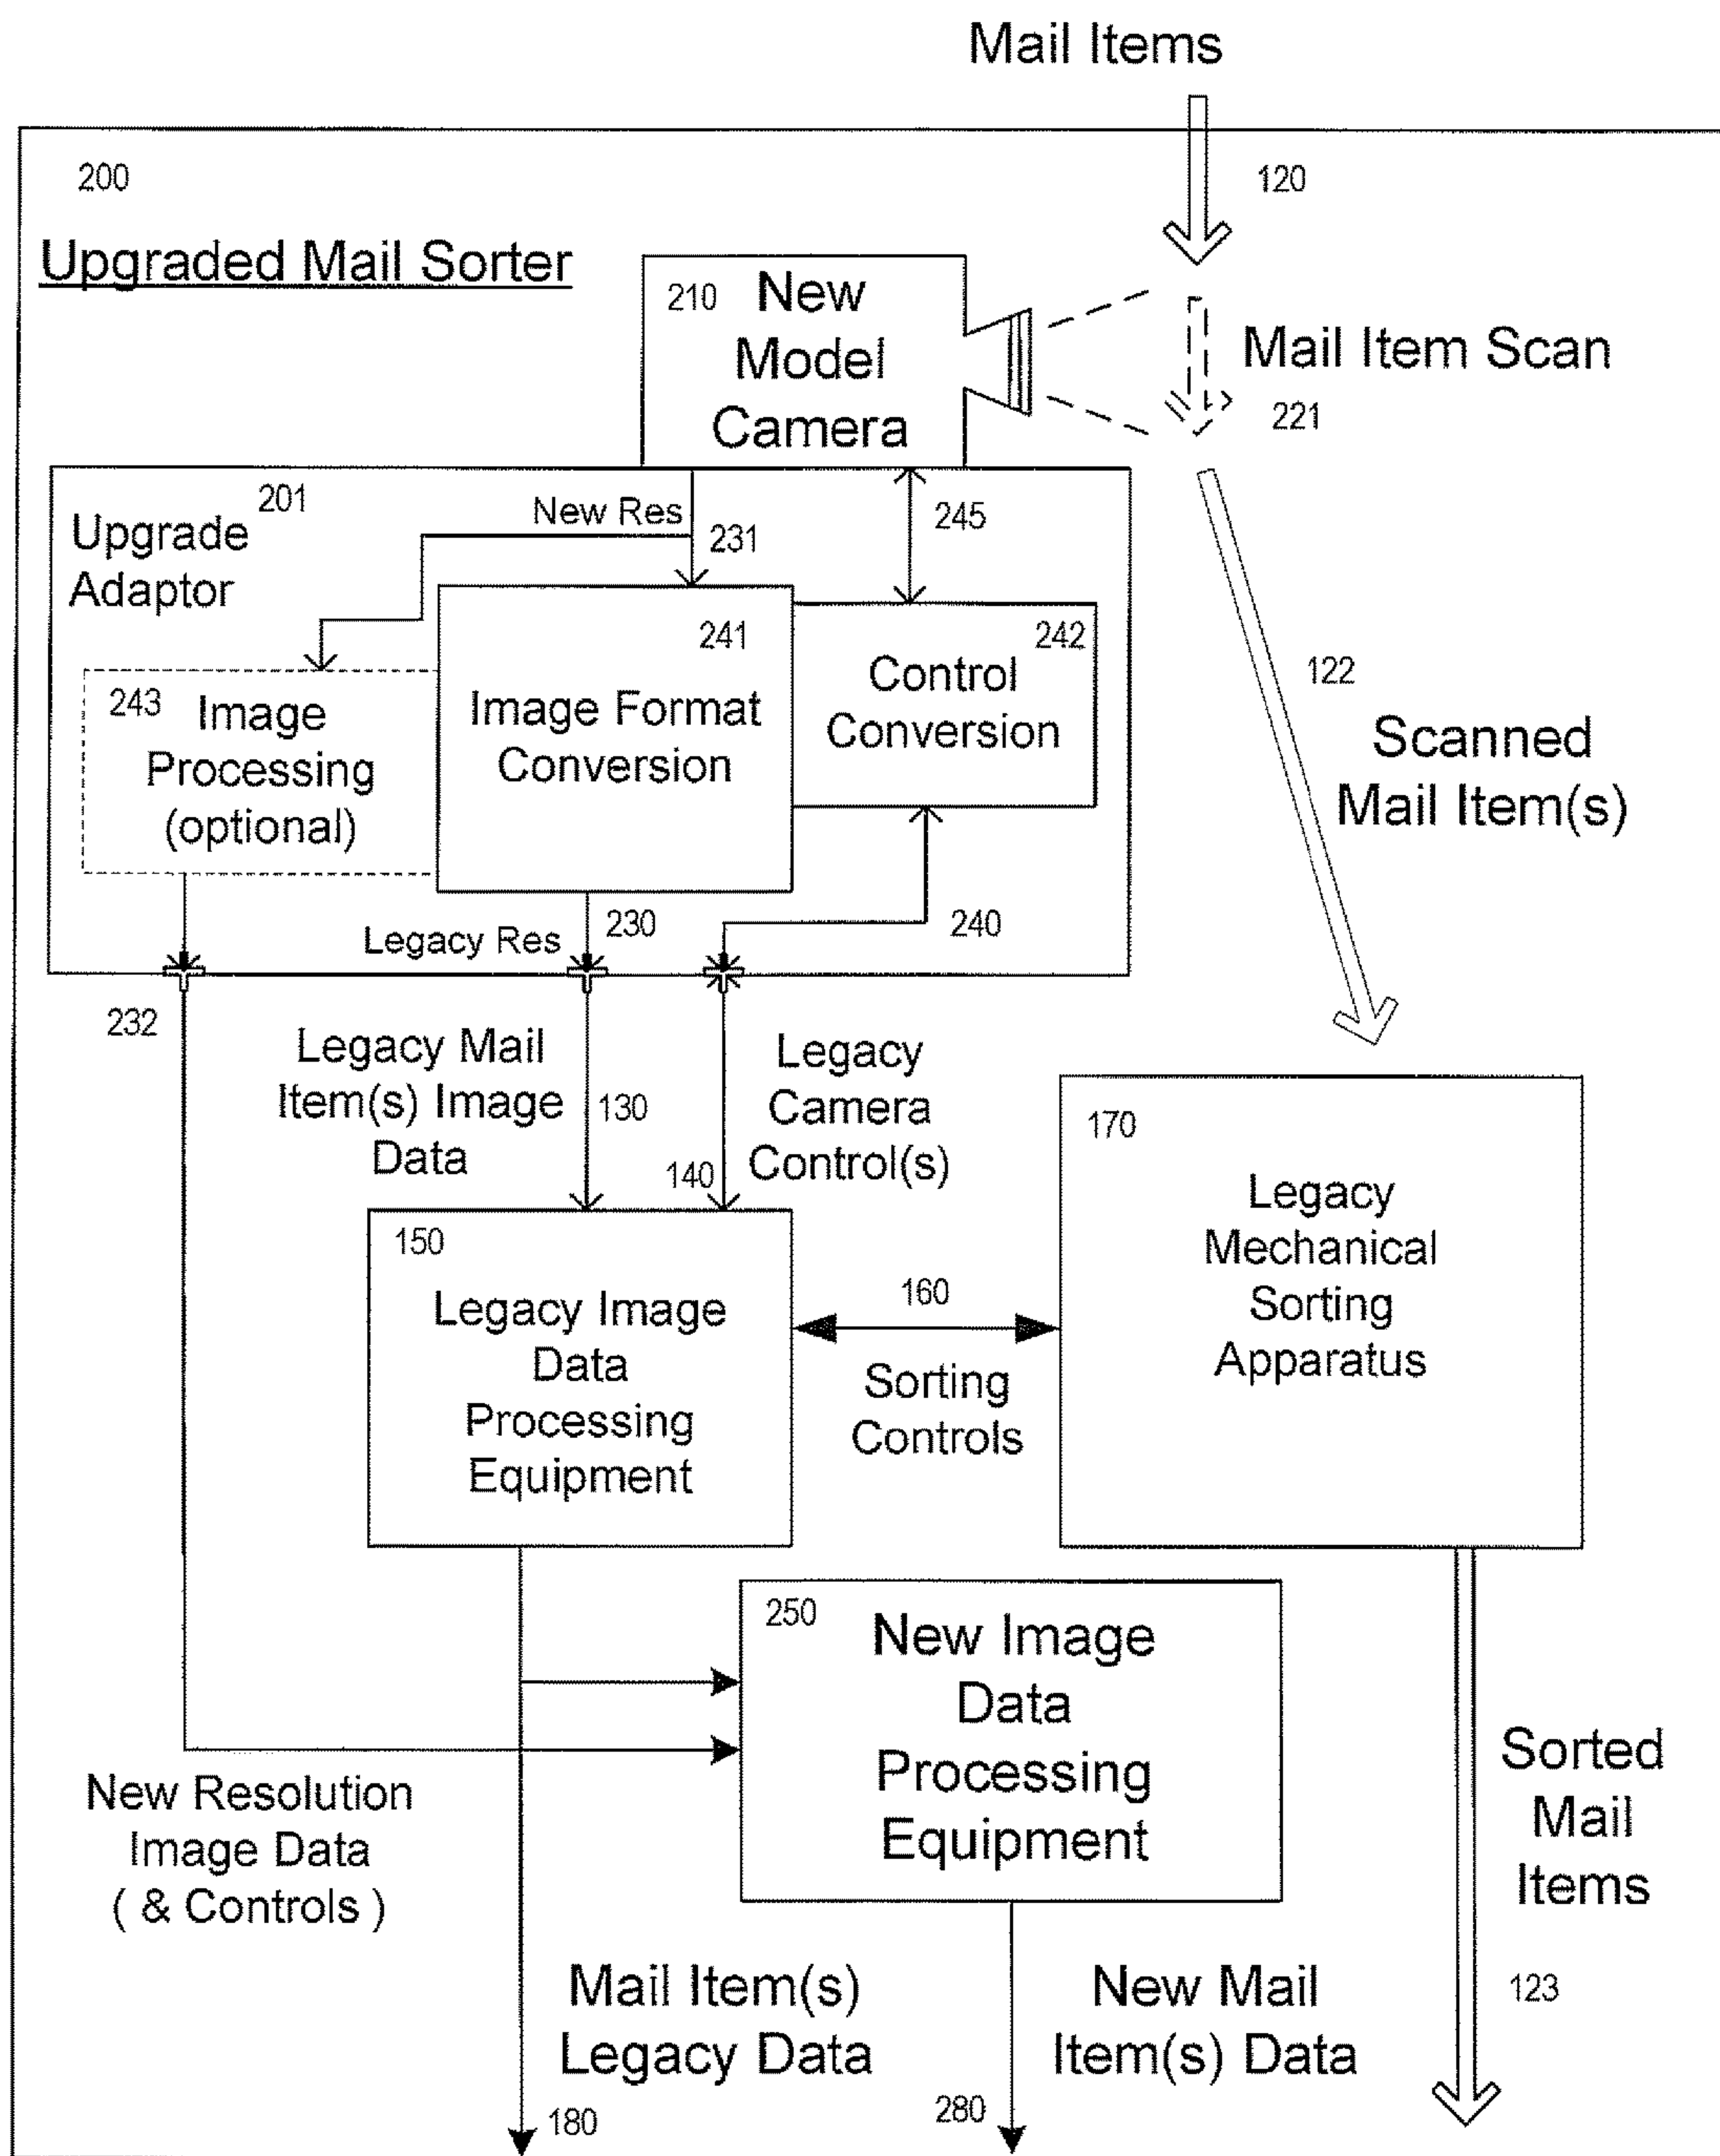 Mail Items
120
200
Upgraded Mail Sorter
210
New
Model
Camera
Mail Item Scan
221
201
Upgrade
Adaptor
New Res
231
245
241
Image Format
Conversion
242
Control
Conversion
243
Image
Processing
(optional)
122
Scanned
Mail Item(s)
Legacy Res
230
240
232
Legacy Mail
Item(s) Image
Data
130
Legacy
Camera
Control(s)
140
150
Legacy Image
Data
Processing
Equipment
160
Sorting
Controls
170
Legacy
Mechanical
Sorting
Apparatus
250
New Image
Data
Processing
Equipment
New Resolution
Image Data
( & Controls )
Sorted
Mail
Items
123
Mail Item(s)
Legacy Data
180
New Mail
Item(s) Data
280